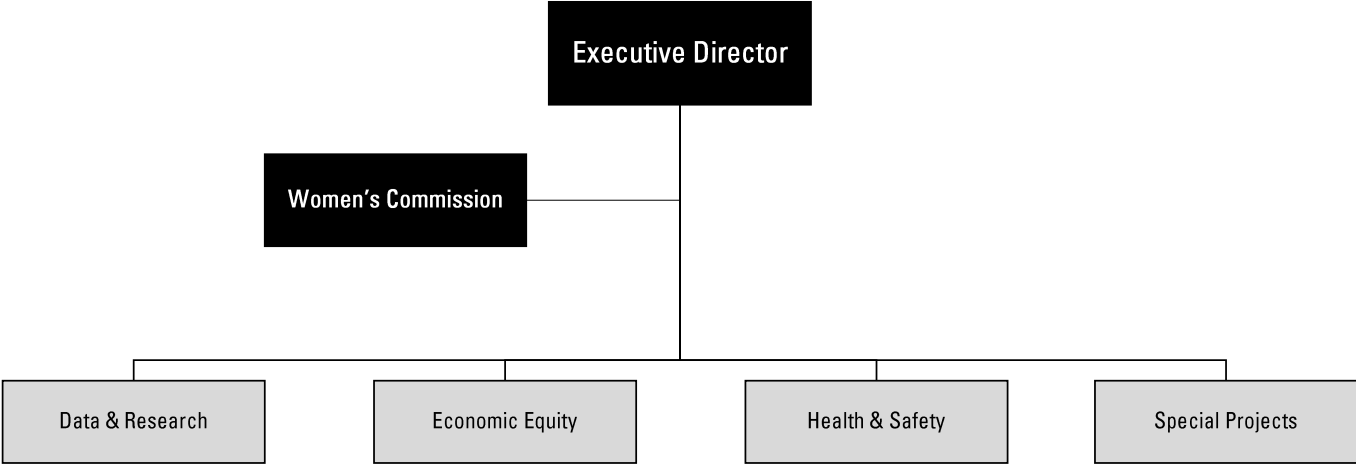 Executive Director
Women’s Commission
Data & Research
Economic Equity
Health & Safety
Special Projects